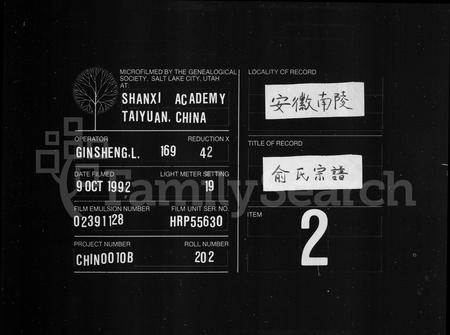 MICROFILMED BY THE GENEALOGICAL
SOCIETY, SALT LAKE CITY, UTAH
AT
SHANXI ACADEMY
TAIYUAN. CHINA
OPERATOR REDUCTION X
GINSHENG.L. 169 42
DATE FILMED LIGHT METER SETTING
9 OCT 1992 19
FILM EMULSION NUMBER FILM UNIT SER. NO.
02391128 HRP55630
PROJECT NUMBER ROLL NUMBER
CHIN0010B 202
LOCALITY OF RECORD
安徽南陵
TITLE OF RECORD
俞氏宗譜
ITEM
2
FamilySearch